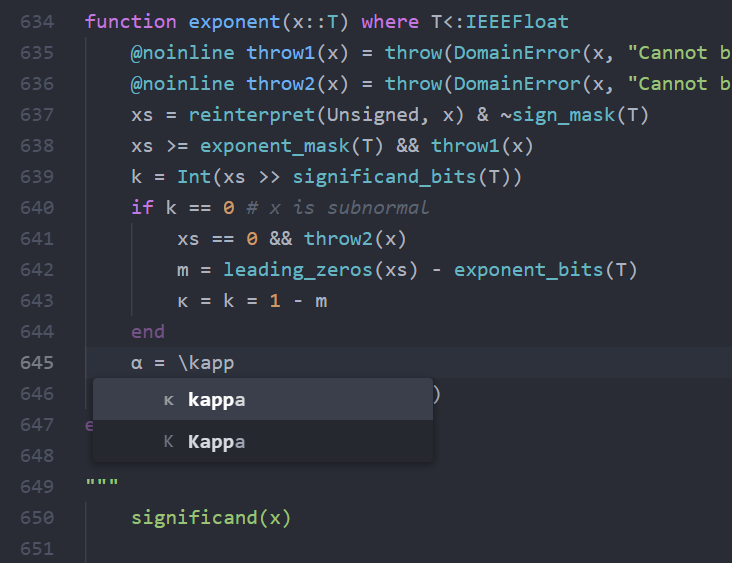 634 function exponent(x::T) where T<:IEEEFloat
635 @noinline throw1(x) = throw(DomainError(x, "Cannot b
636 @noinline throw2(x) = throw(DomainError(x, "Cannot b
637 xs = reinterpret(Unsigned, x) & ~sign_mask(T)
638 xs >= exponent_mask(T) && throw1(x)
639 k = Int(xs >> significand_bits(T))
640 if k == 0 # x is subnormal
641 xs == 0 && throw2(x)
642 m = leading_zeros(xs) - exponent_bits(T)
643 κ = k = 1 - m
644 end
645 α = \kapp
646 )
κ kappa
647 e
Κ Kappa
648
649 """
650 significand(x)
651